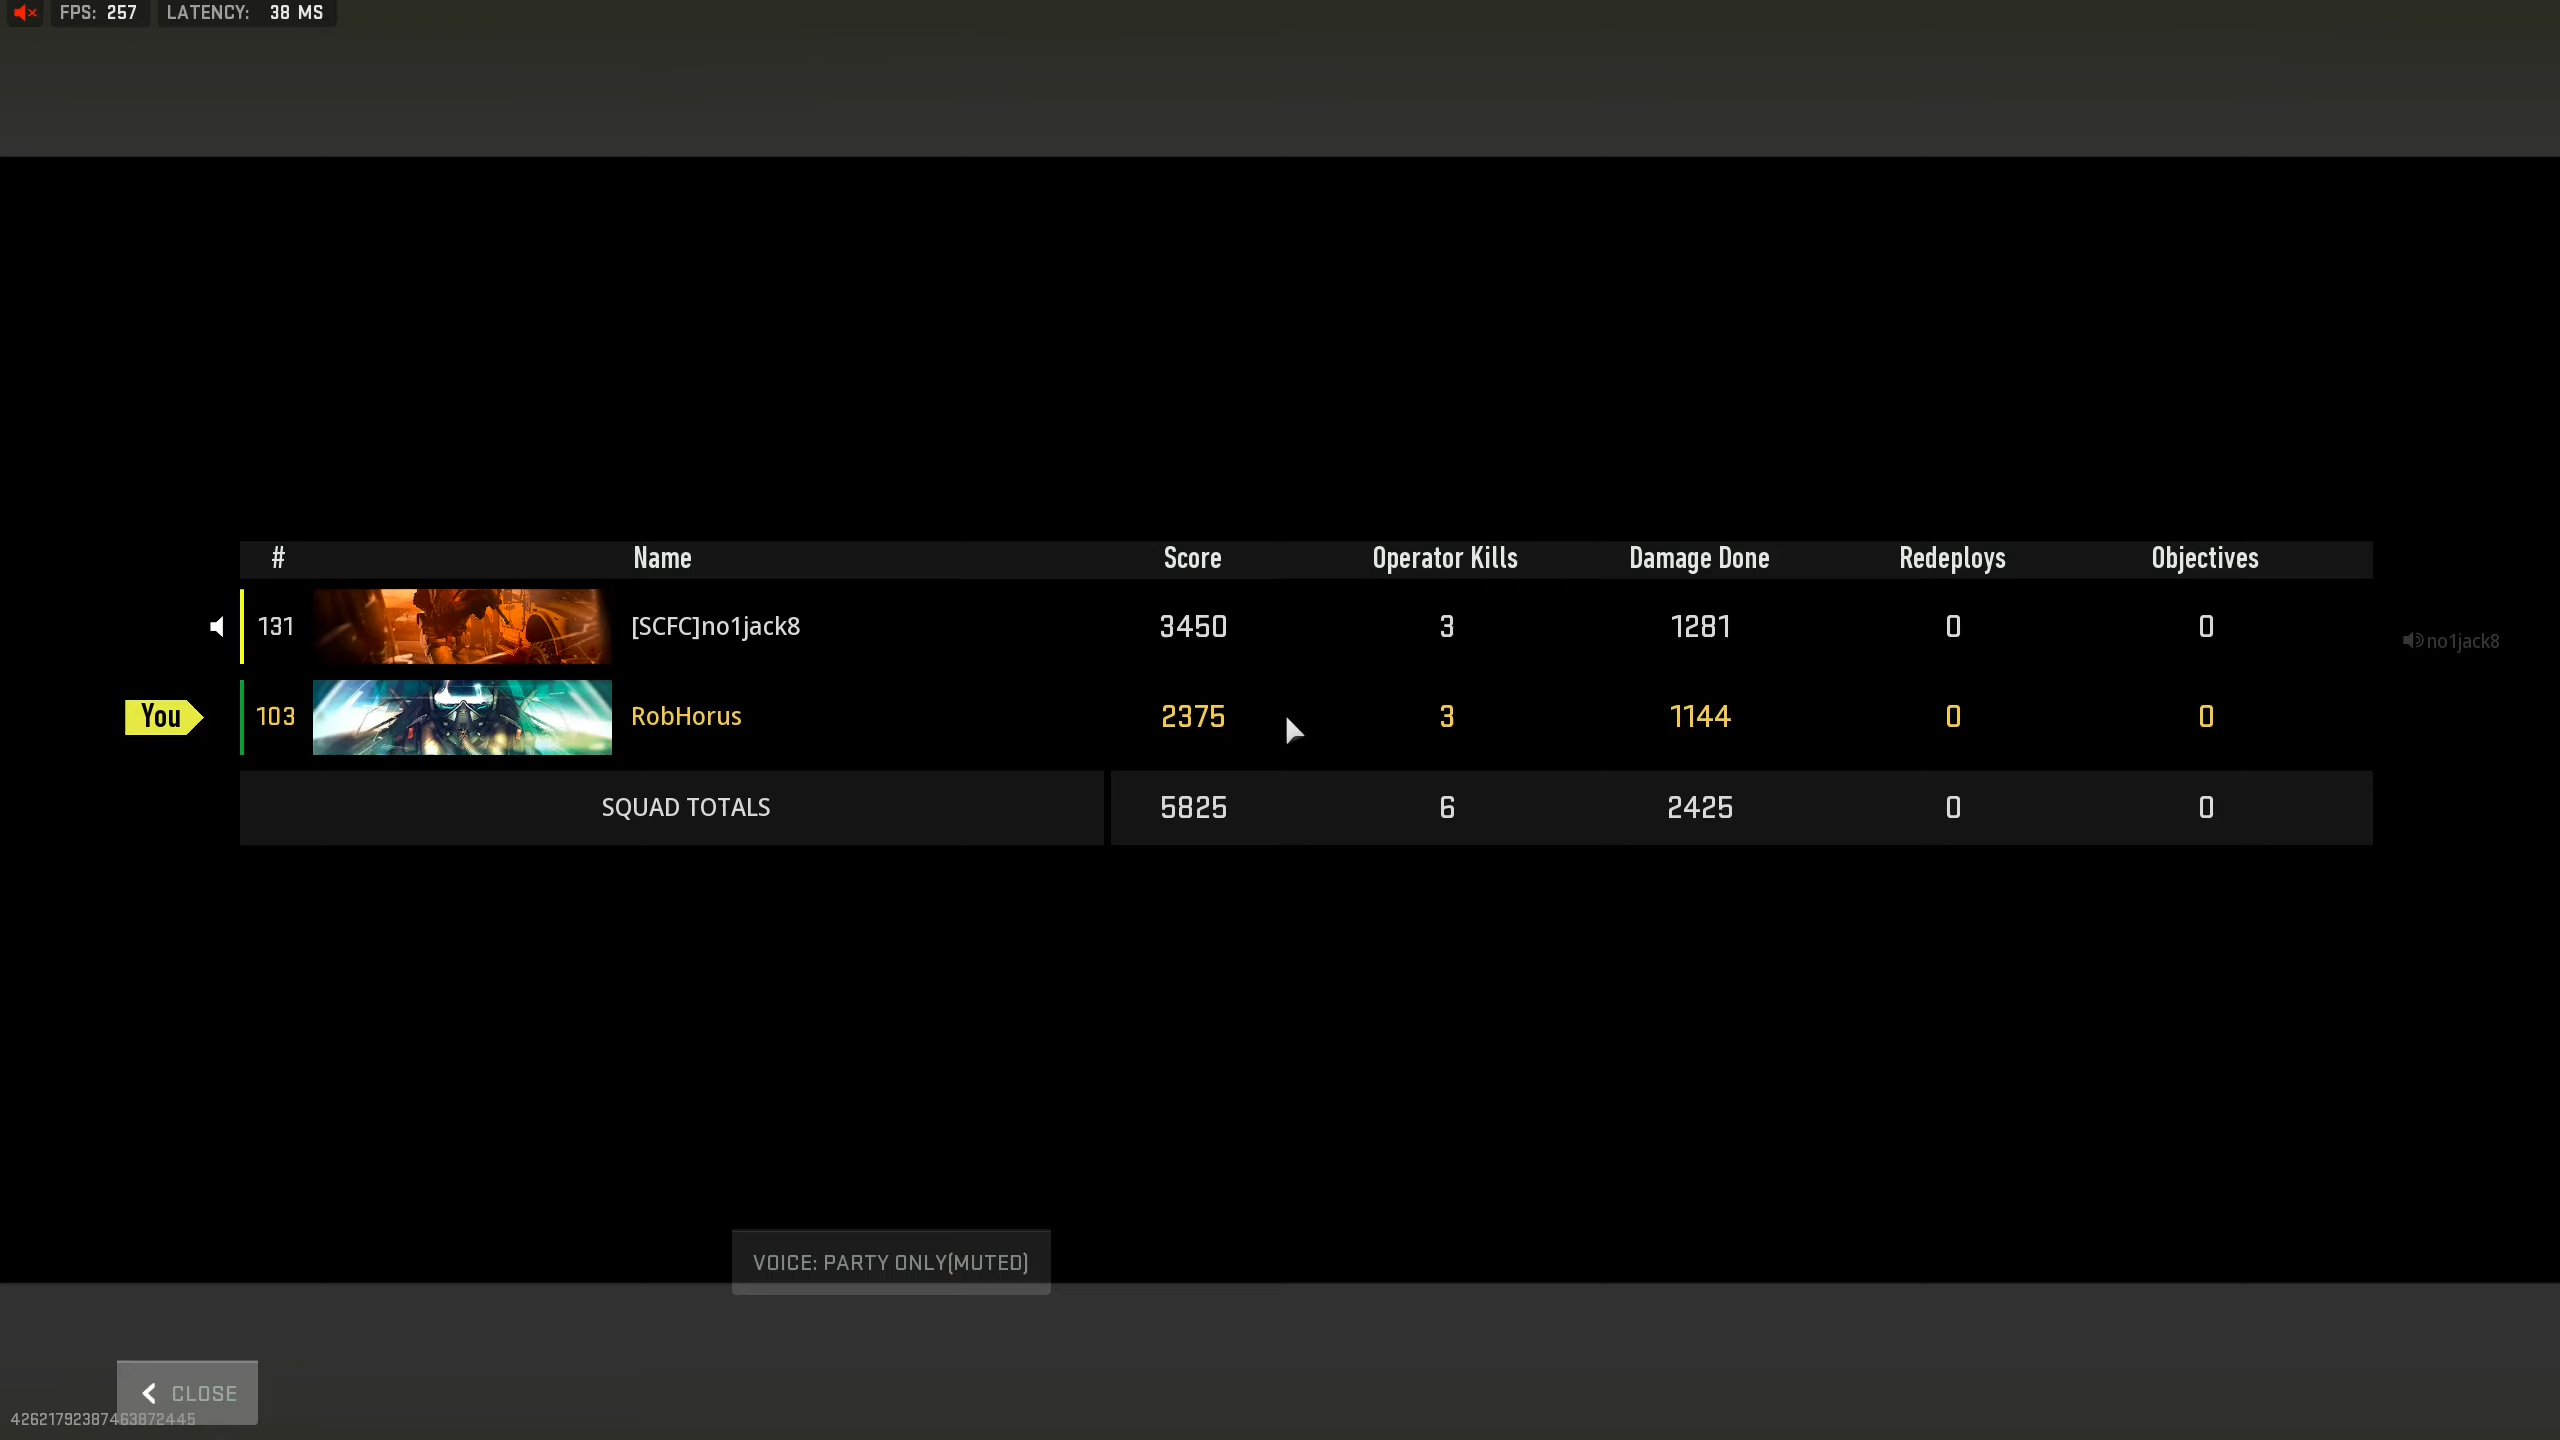 FPS: 257 LATENCY: 38 MS
# Name Score Operator Kills Damage Done Redeploys Objectives
131 [SCFC]no1jack8 3450 3 1281 0 0
no1jack8
You 103 RobHorus 2375 3 1144 0 0
SQUAD TOTALS 5825 6 2425 0 0
VOICE: PARTY ONLY(MUTED)
CLOSE
42621792387463872445